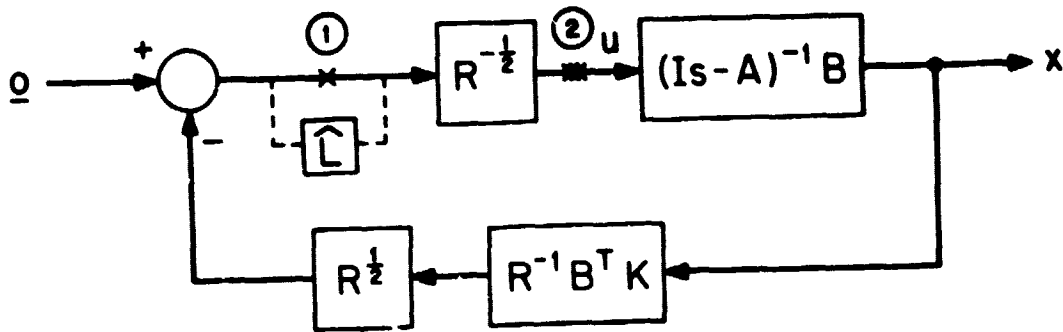 ①
②
+
0
−
R^{-1/2}
u
(Is-A)^{-1} B
x
L̂
R^{1/2}
R^{-1} B^T K